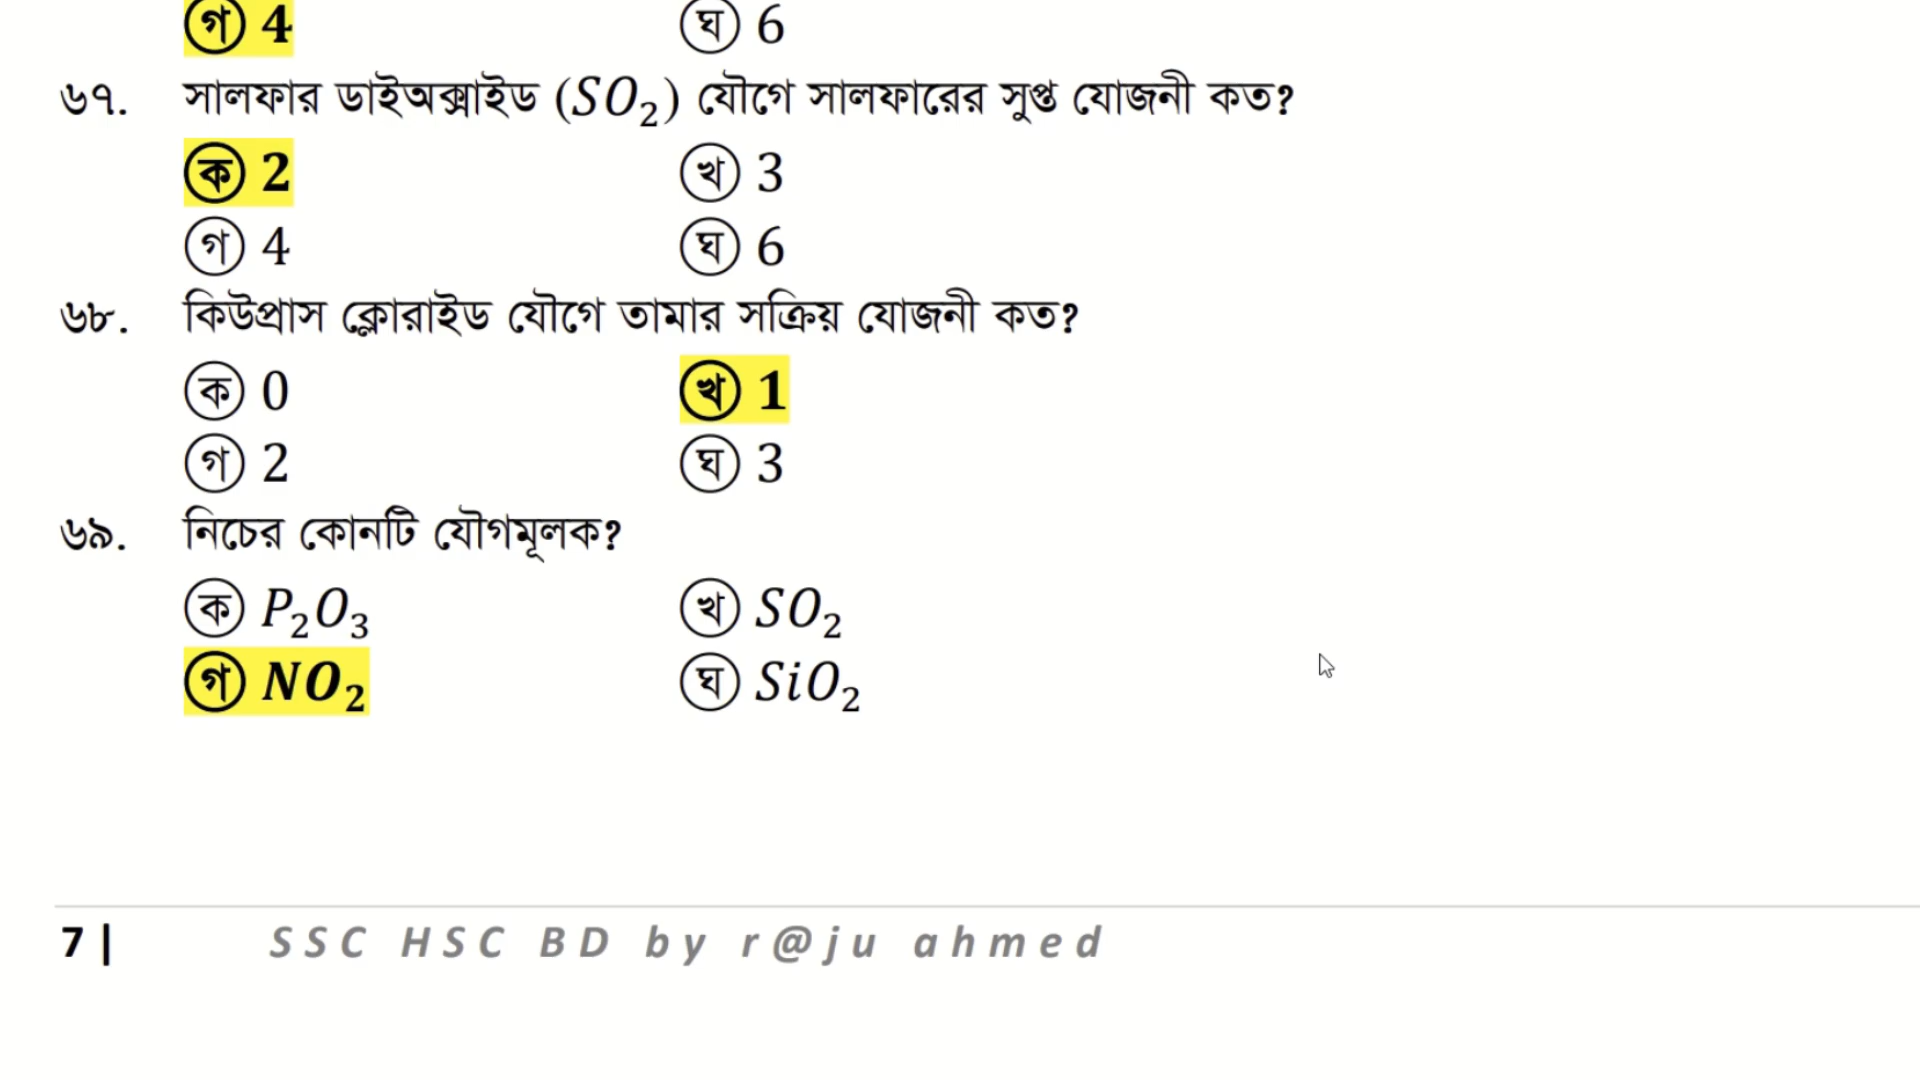 গ 4 ঘ 6
৬৭. সালফার ডাইঅক্সাইড (SO₂) যৌগে সালফারের সুপ্ত যোজনী কত?
ক 2 খ 3
গ 4 ঘ 6
৬৮. কিউপ্রাস ক্লোরাইড যৌগে তামার সক্রিয় যোজনী কত?
ক 0 খ 1
গ 2 ঘ 3
৬৯. নিচের কোনটি যৌগমূলক?
ক P₂O₃ খ SO₂
গ NO₂ ঘ SiO₂
7 | SSC HSC BD by r@ju ahmed